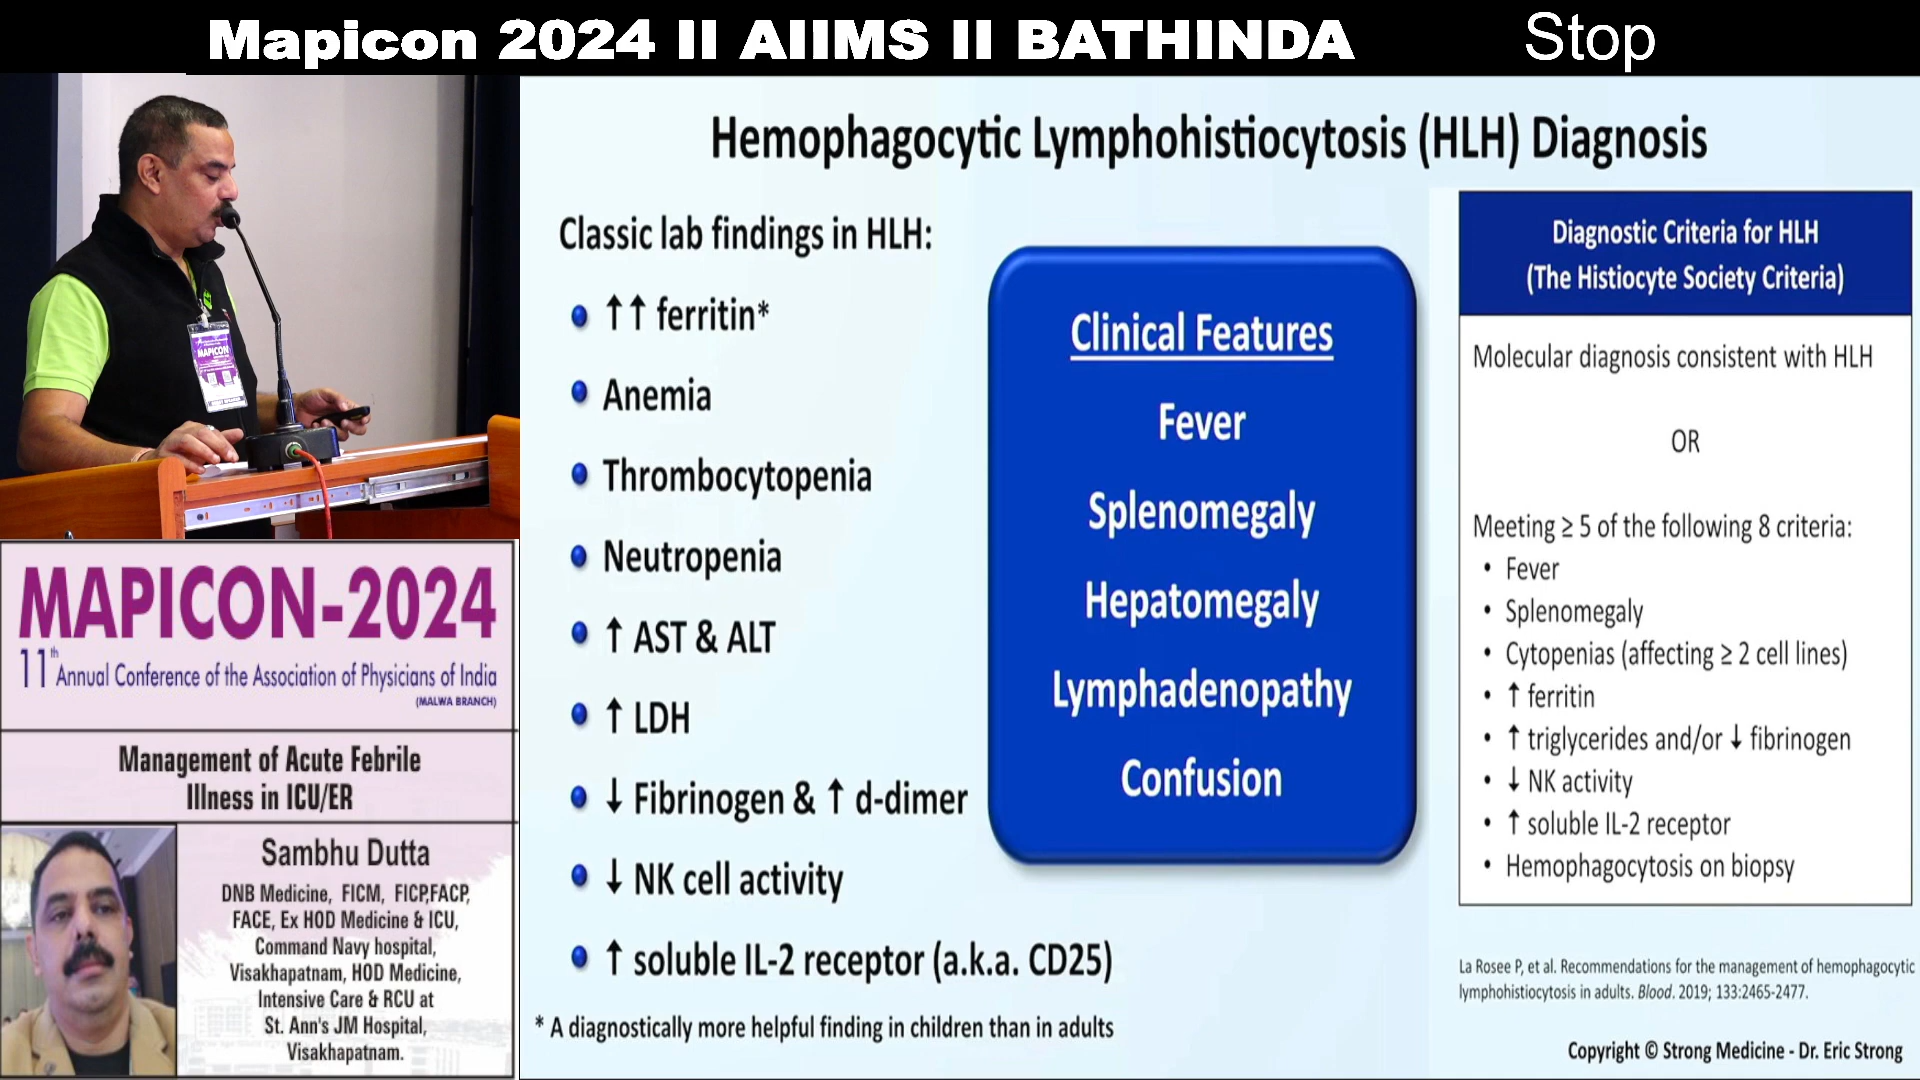 Mapicon 2024 II AIIMS II BATHINDA
Stop
MAPICON
MAPICON-2024
11th Annual Conference of the Association of Physicians of India
(MALWA BRANCH)
Management of Acute Febrile
Illness in ICU/ER
Sambhu Dutta
DNB Medicine, FICM, FICP,FACP,
FACE, Ex HOD Medicine & ICU,
Command Navy hospital,
Visakhapatnam, HOD Medicine,
Intensive Care & RCU at
St. Ann's JM Hospital,
Visakhapatnam.
Hemophagocytic Lymphohistiocytosis (HLH) Diagnosis
Classic lab findings in HLH:
• ↑↑ ferritin*
• Anemia
• Thrombocytopenia
• Neutropenia
• ↑ AST & ALT
• ↑ LDH
• ↓ Fibrinogen & ↑ d-dimer
• ↓ NK cell activity
• ↑ soluble IL-2 receptor (a.k.a. CD25)
* A diagnostically more helpful finding in children than in adults
Clinical Features
Fever
Splenomegaly
Hepatomegaly
Lymphadenopathy
Confusion
Diagnostic Criteria for HLH
(The Histiocyte Society Criteria)
Molecular diagnosis consistent with HLH
OR
Meeting ≥ 5 of the following 8 criteria:
• Fever
• Splenomegaly
• Cytopenias (affecting ≥ 2 cell lines)
• ↑ ferritin
• ↑ triglycerides and/or ↓ fibrinogen
• ↓ NK activity
• ↑ soluble IL-2 receptor
• Hemophagocytosis on biopsy
La Rosee P, et al. Recommendations for the management of hemophagocytic
lymphohistiocytosis in adults. Blood. 2019; 133:2465-2477.
Copyright © Strong Medicine - Dr. Eric Strong